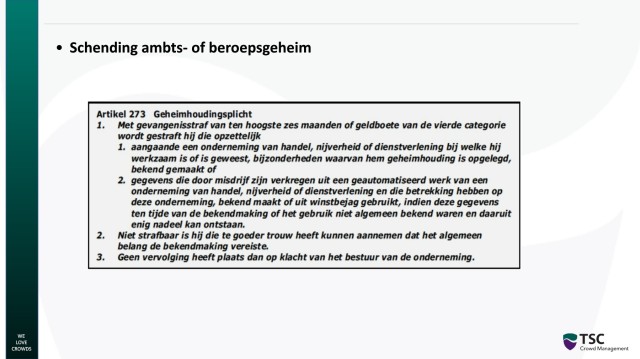 • Schending ambts- of beroepsgeheim
Artikel 273 Geheimhoudingsplicht
1. Met gevangenisstraf van ten hoogste zes maanden of geldboete van de vierde categorie
wordt gestraft hij die opzettelijk
1. aangaande een onderneming van handel, nijverheid of dienstverlening bij welke hij
werkzaam is of is geweest, bijzonderheden waarvan hem geheimhouding is opgelegd,
bekend gemaakt of
2. gegevens die door misdrijf zijn verkregen uit een geautomatiseerd werk van een
onderneming van handel, nijverheid of dienstverlening en die betrekking hebben op
deze onderneming, bekend maakt of uit winstbejag gebruikt, indien deze gegevens
ten tijde van de bekendmaking of het gebruik niet algemeen bekend waren en daaruit
enig nadeel kan ontstaan.
2. Niet strafbaar is hij die te goeder trouw heeft kunnen aannemen dat het algemeen
belang de bekendmaking vereiste.
3. Geen vervolging heeft plaats dan op klacht van het bestuur van de onderneming.
WE
LOVE
CROWDS
TSC
Crowd Management